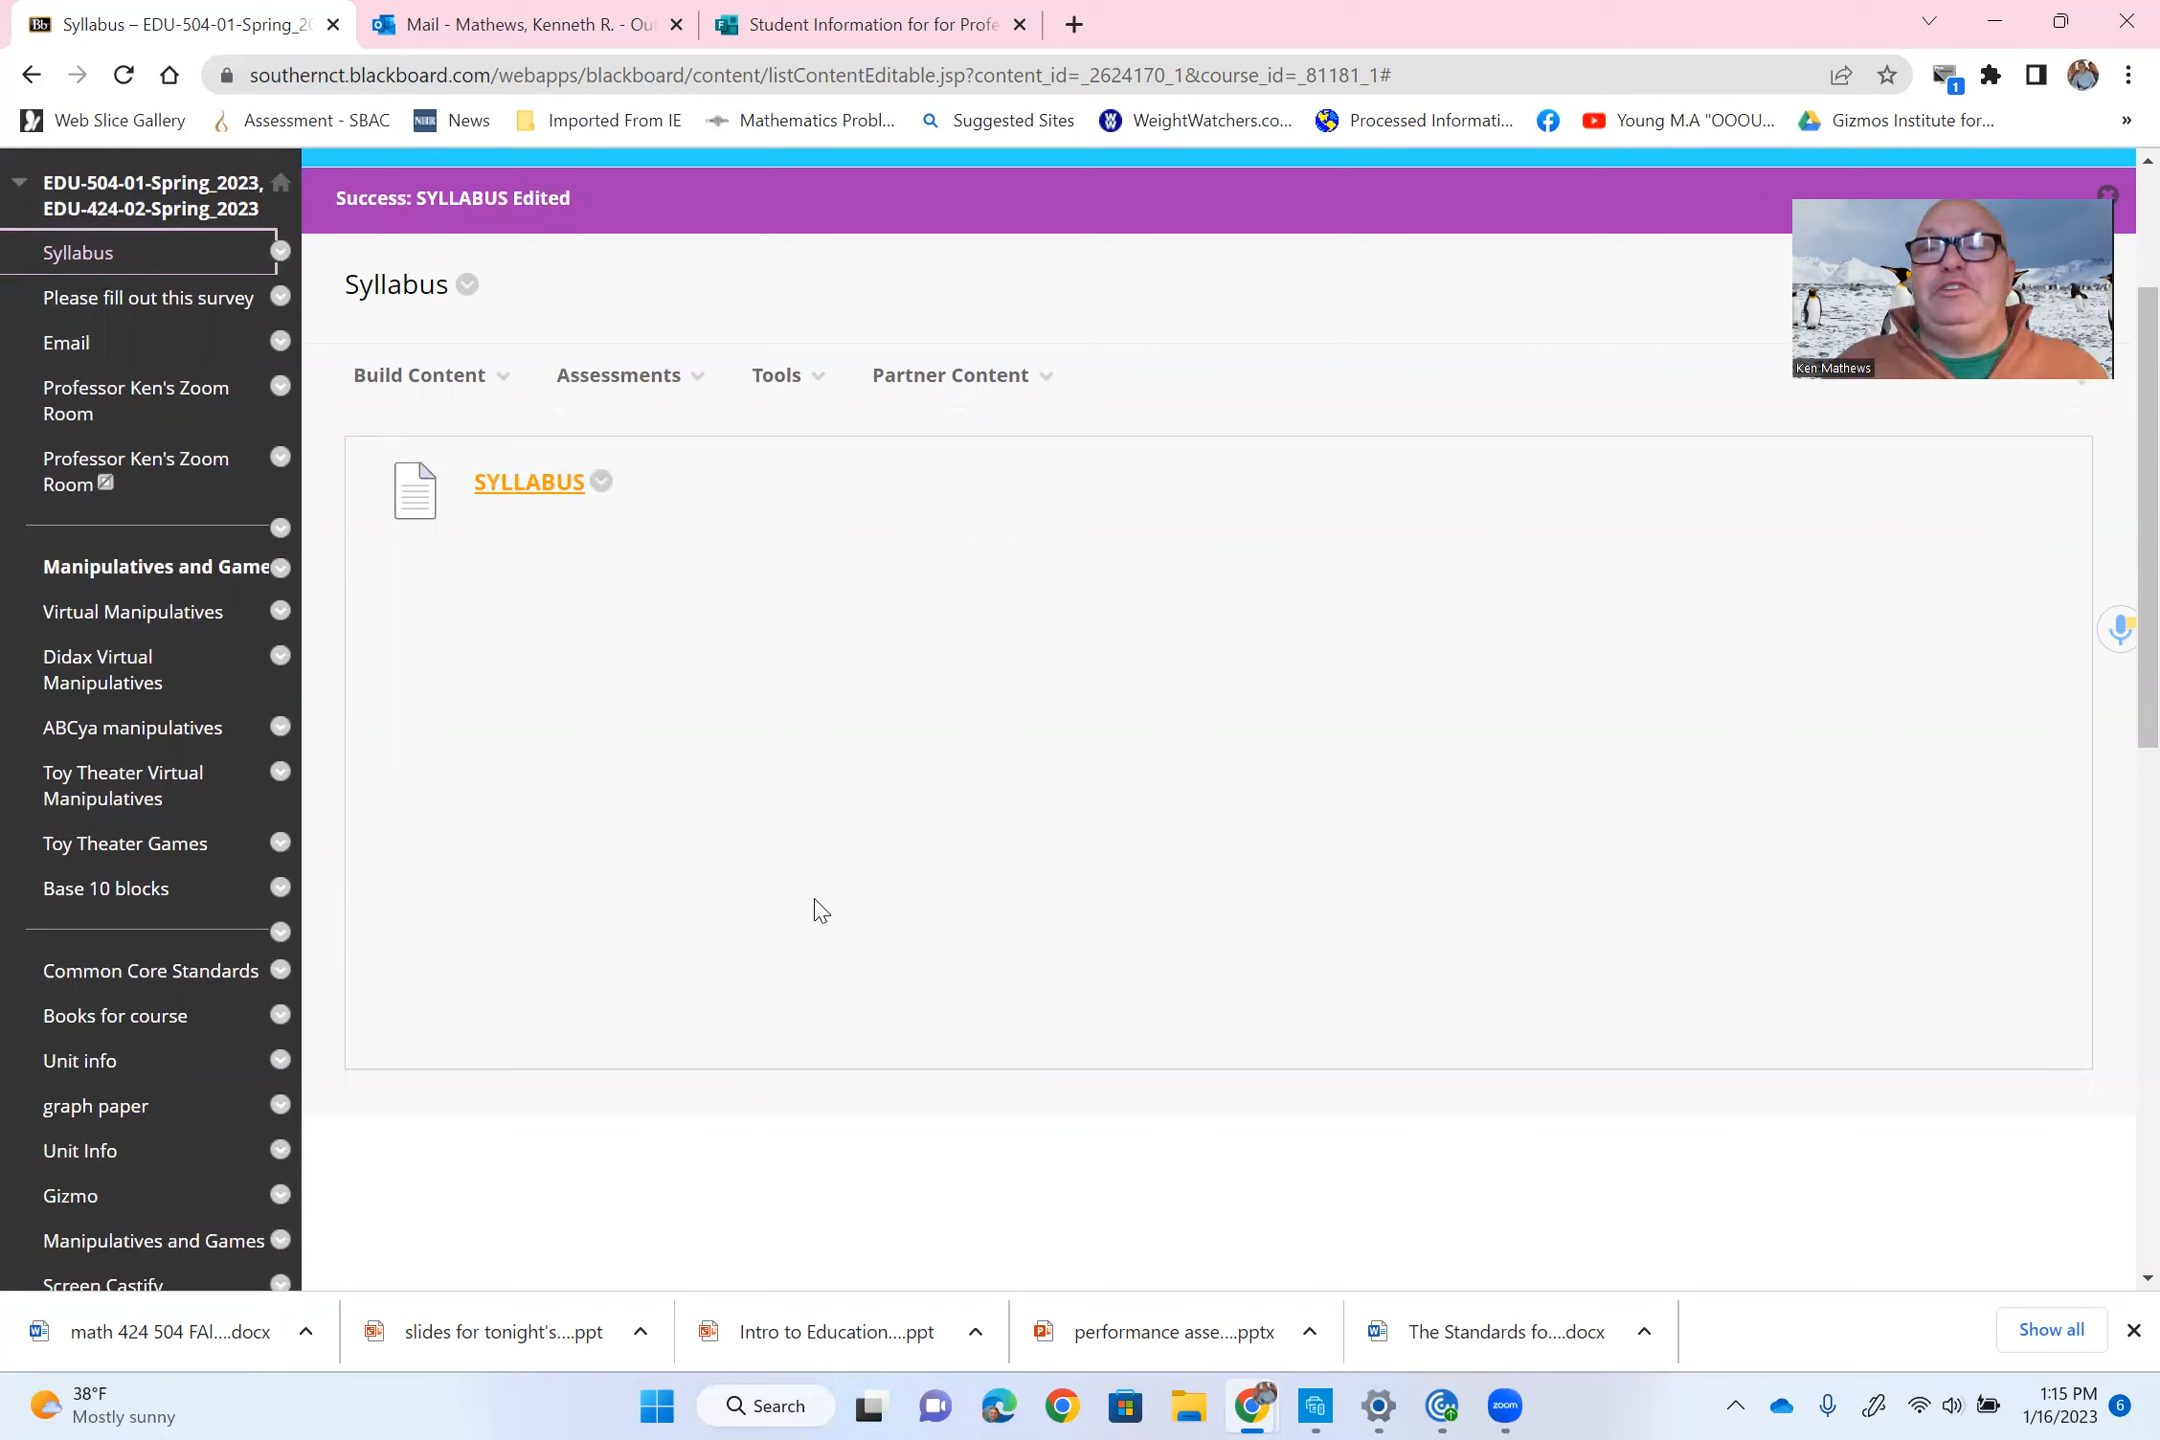 Bb Syllabus – EDU-504-01-Spring_20
Mail - Mathews, Kenneth R. - Ou
Student Information for for Profe
southernct.blackboard.com/webapps/blackboard/content/listContentEditable.jsp?content_id=_2624170_1&course_id=_81181_1#
1
Web Slice Gallery
Assessment - SBAC
News
Imported From IE
Mathematics Probl...
Suggested Sites
WeightWatchers.co...
Processed Informati...
Young M.A "OOOU...
Gizmos Institute for...
»
EDU-504-01-Spring_2023,
EDU-424-02-Spring_2023
Syllabus
Please fill out this survey
Email
Professor Ken's Zoom
Room
Professor Ken's Zoom
Room
Manipulatives and Game
Virtual Manipulatives
Didax Virtual
Manipulatives
ABCya manipulatives
Toy Theater Virtual
Manipulatives
Toy Theater Games
Base 10 blocks
Common Core Standards
Books for course
Unit info
graph paper
Unit Info
Gizmo
Manipulatives and Games
Screen Castify
Success: SYLLABUS Edited
Syllabus
Build Content
Assessments
Tools
Partner Content
SYLLABUS
Ken Mathews
math 424 504 FAl....docx
slides for tonight's....ppt
Intro to Education....ppt
performance asse....pptx
The Standards fo....docx
Show all
38°F
Mostly sunny
Search
zoom
1:15 PM
1/16/2023
6